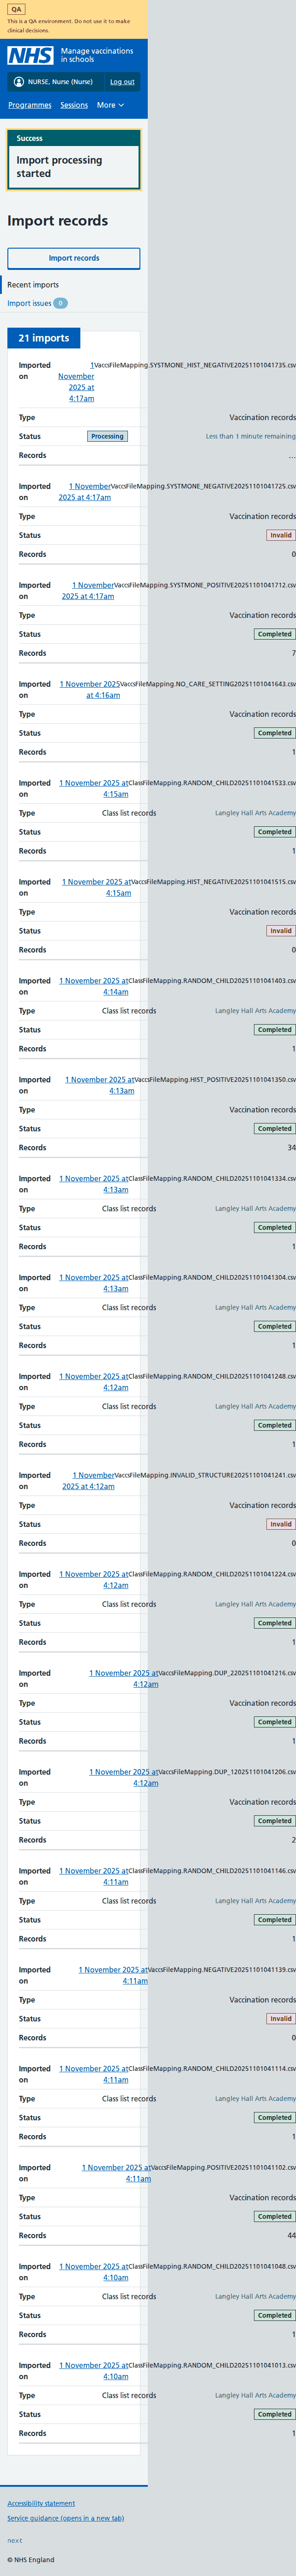 QA
This is a QA environment. Do not use it to make
clinical decisions.
NHS
Manage vaccinations
in schools
NURSE, Nurse (Nurse)
Log out
Programmes
Sessions
More
Success
Import processing
started
Import records
Import records
Recent imports
Import issues 0
21 imports
Imported on
1 November 2025 at 4:17am
VaccsFileMapping.SYSTMONE_HIST_NEGATIVE20251101041735.csv
Type
Vaccination records
Status
Processing
Less than 1 minute remaining
Records
…
Imported on
1 November 2025 at 4:17am
VaccsFileMapping.SYSTMONE_NEGATIVE20251101041725.csv
Type
Vaccination records
Status
Invalid
Records
0
Imported on
1 November 2025 at 4:17am
VaccsFileMapping.SYSTMONE_POSITIVE20251101041712.csv
Type
Vaccination records
Status
Completed
Records
7
Imported on
1 November 2025 at 4:16am
VaccsFileMapping.NO_CARE_SETTING20251101041643.csv
Type
Vaccination records
Status
Completed
Records
1
Imported on
1 November 2025 at 4:15am
ClassFileMapping.RANDOM_CHILD20251101041533.csv
Type
Class list records
Langley Hall Arts Academy
Status
Completed
Records
1
Imported on
1 November 2025 at 4:15am
VaccsFileMapping.HIST_NEGATIVE20251101041515.csv
Type
Vaccination records
Status
Invalid
Records
0
Imported on
1 November 2025 at 4:14am
ClassFileMapping.RANDOM_CHILD20251101041403.csv
Type
Class list records
Langley Hall Arts Academy
Status
Completed
Records
1
Imported on
1 November 2025 at 4:13am
VaccsFileMapping.HIST_POSITIVE20251101041350.csv
Type
Vaccination records
Status
Completed
Records
34
Imported on
1 November 2025 at 4:13am
ClassFileMapping.RANDOM_CHILD20251101041334.csv
Type
Class list records
Langley Hall Arts Academy
Status
Completed
Records
1
Imported on
1 November 2025 at 4:13am
ClassFileMapping.RANDOM_CHILD20251101041304.csv
Type
Class list records
Langley Hall Arts Academy
Status
Completed
Records
1
Imported on
1 November 2025 at 4:12am
ClassFileMapping.RANDOM_CHILD20251101041248.csv
Type
Class list records
Langley Hall Arts Academy
Status
Completed
Records
1
Imported on
1 November 2025 at 4:12am
VaccsFileMapping.INVALID_STRUCTURE20251101041241.csv
Type
Vaccination records
Status
Invalid
Records
0
Imported on
1 November 2025 at 4:12am
ClassFileMapping.RANDOM_CHILD20251101041224.csv
Type
Class list records
Langley Hall Arts Academy
Status
Completed
Records
1
Imported on
1 November 2025 at 4:12am
VaccsFileMapping.DUP_220251101041216.csv
Type
Vaccination records
Status
Completed
Records
1
Imported on
1 November 2025 at 4:12am
VaccsFileMapping.DUP_120251101041206.csv
Type
Vaccination records
Status
Completed
Records
2
Imported on
1 November 2025 at 4:11am
ClassFileMapping.RANDOM_CHILD20251101041146.csv
Type
Class list records
Langley Hall Arts Academy
Status
Completed
Records
1
Imported on
1 November 2025 at 4:11am
VaccsFileMapping.NEGATIVE20251101041139.csv
Type
Vaccination records
Status
Invalid
Records
0
Imported on
1 November 2025 at 4:11am
ClassFileMapping.RANDOM_CHILD20251101041114.csv
Type
Class list records
Langley Hall Arts Academy
Status
Completed
Records
1
Imported on
1 November 2025 at 4:11am
VaccsFileMapping.POSITIVE20251101041102.csv
Type
Vaccination records
Status
Completed
Records
44
Imported on
1 November 2025 at 4:10am
ClassFileMapping.RANDOM_CHILD20251101041048.csv
Type
Class list records
Langley Hall Arts Academy
Status
Completed
Records
1
Imported on
1 November 2025 at 4:10am
ClassFileMapping.RANDOM_CHILD20251101041013.csv
Type
Class list records
Langley Hall Arts Academy
Status
Completed
Records
1
Accessibility statement
Service guidance (opens in a new tab)
next
© NHS England